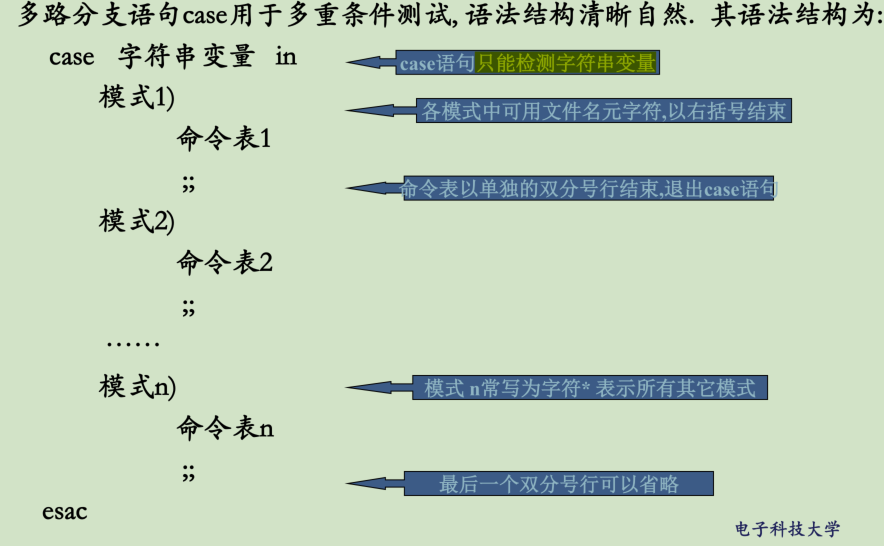 多路分支语句case用于多重条件测试,语法结构清晰自然. 其语法结构为:
case 字符串变量 in
case语句只能检测字符串变量
模式1)
各模式中可用文件名元字符,以右括号结束
命令表1
;;
命令表以单独的双分号行结束,退出case语句
模式2)
命令表2
;;
……
模式n)
模式 n常写为字符* 表示所有其它模式
命令表n
;;
最后一个双分号行可以省略
esac
电子科技大学